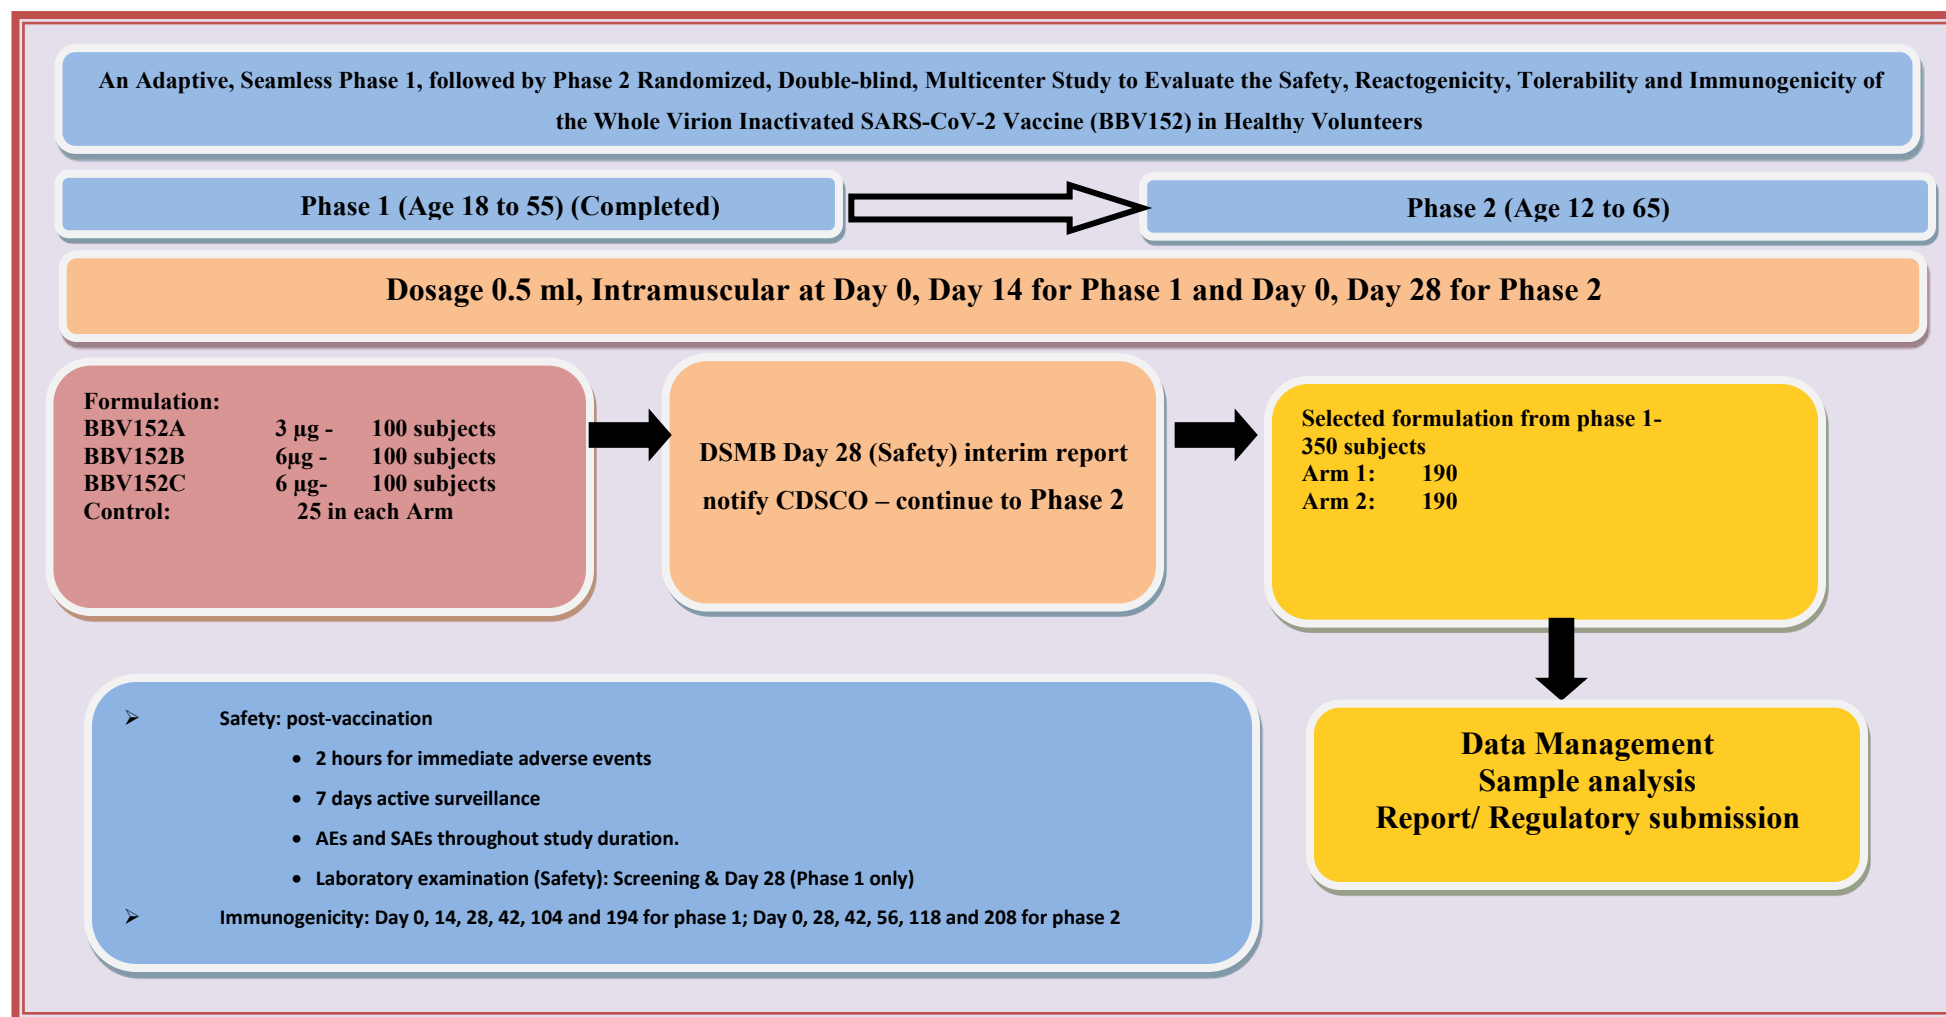 An Adaptive, Seamless Phase 1, followed by Phase 2 Randomized, Double-blind, Multicenter Study to Evaluate the Safety, Reactogenicity, Tolerability and Immunogenicity of
the Whole Virion Inactivated SARS-CoV-2 Vaccine (BBV152) in Healthy Volunteers
Phase 1 (Age 18 to 55) (Completed)
Phase 2 (Age 12 to 65)
Dosage 0.5 ml, Intramuscular at Day 0, Day 14 for Phase 1 and Day 0, Day 28 for Phase 2
Formulation:
BBV152A 3 µg - 100 subjects
BBV152B 6µg - 100 subjects
BBV152C 6 µg- 100 subjects
Control: 25 in each Arm
DSMB Day 28 (Safety) interim report
notify CDSCO – continue to Phase 2
Selected formulation from phase 1-
350 subjects
Arm 1: 190
Arm 2: 190
➢ Safety: post-vaccination
• 2 hours for immediate adverse events
• 7 days active surveillance
• AEs and SAEs throughout study duration.
• Laboratory examination (Safety): Screening & Day 28 (Phase 1 only)
➢ Immunogenicity: Day 0, 14, 28, 42, 104 and 194 for phase 1; Day 0, 28, 42, 56, 118 and 208 for phase 2
Data Management
Sample analysis
Report/ Regulatory submission